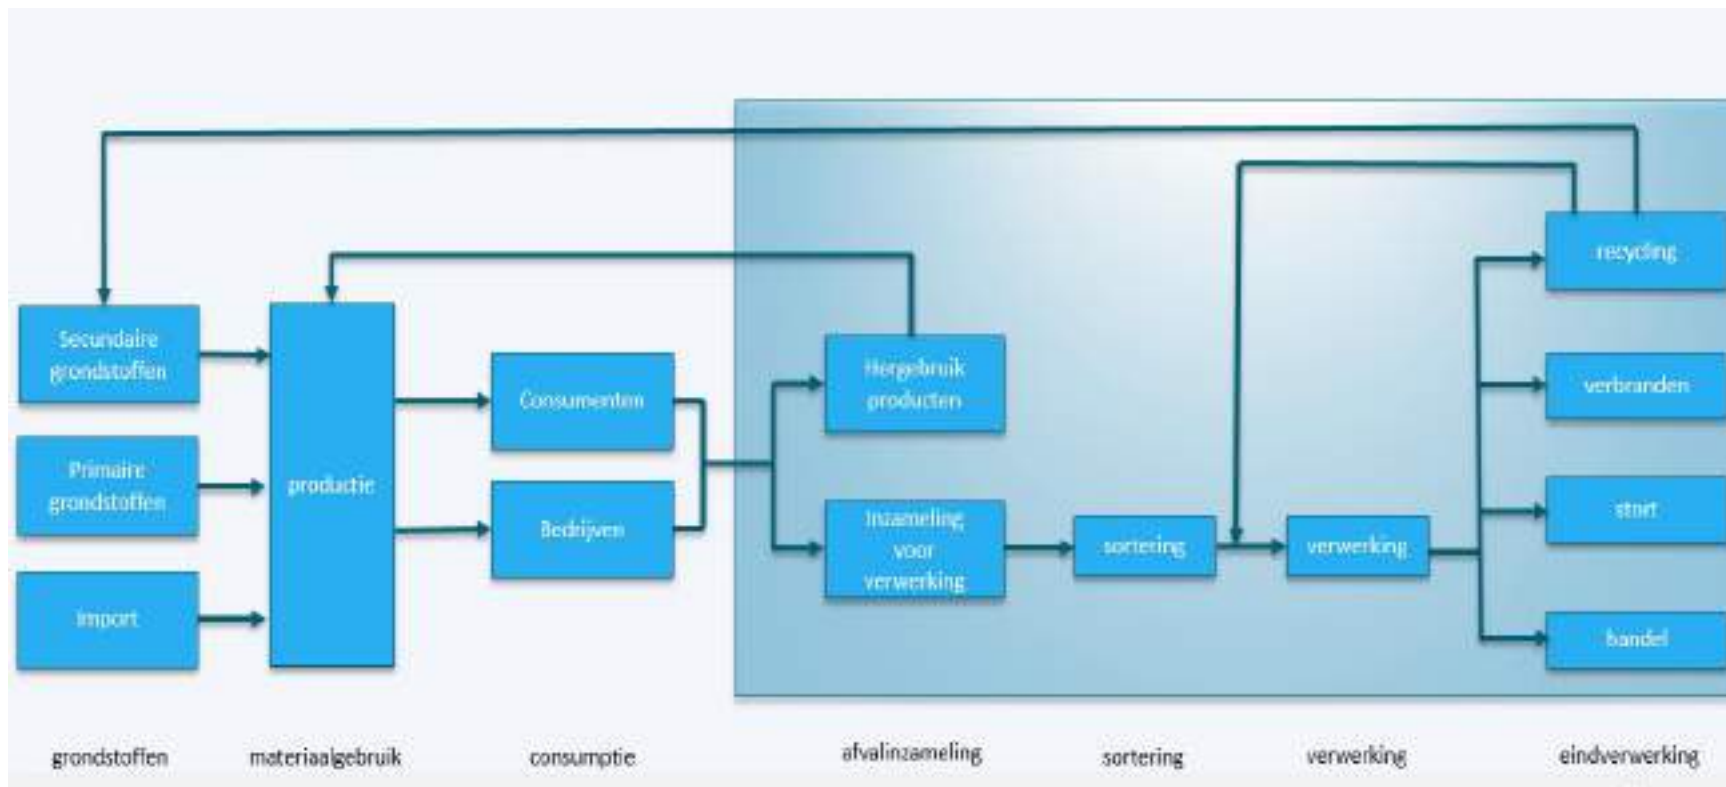 recycling
Secundaire
grondstoffen
Hergebruik
producten
verbranden
Consumenten
productie
Primaire
grondstoffen
Bedrijven
Inzameling
voor
verwerking
sortering
verwerking
stort
Import
handel
grondstoffen
materiaalgebruik
consumptie
afvalinzameling
sortering
verwerking
eindverwerking